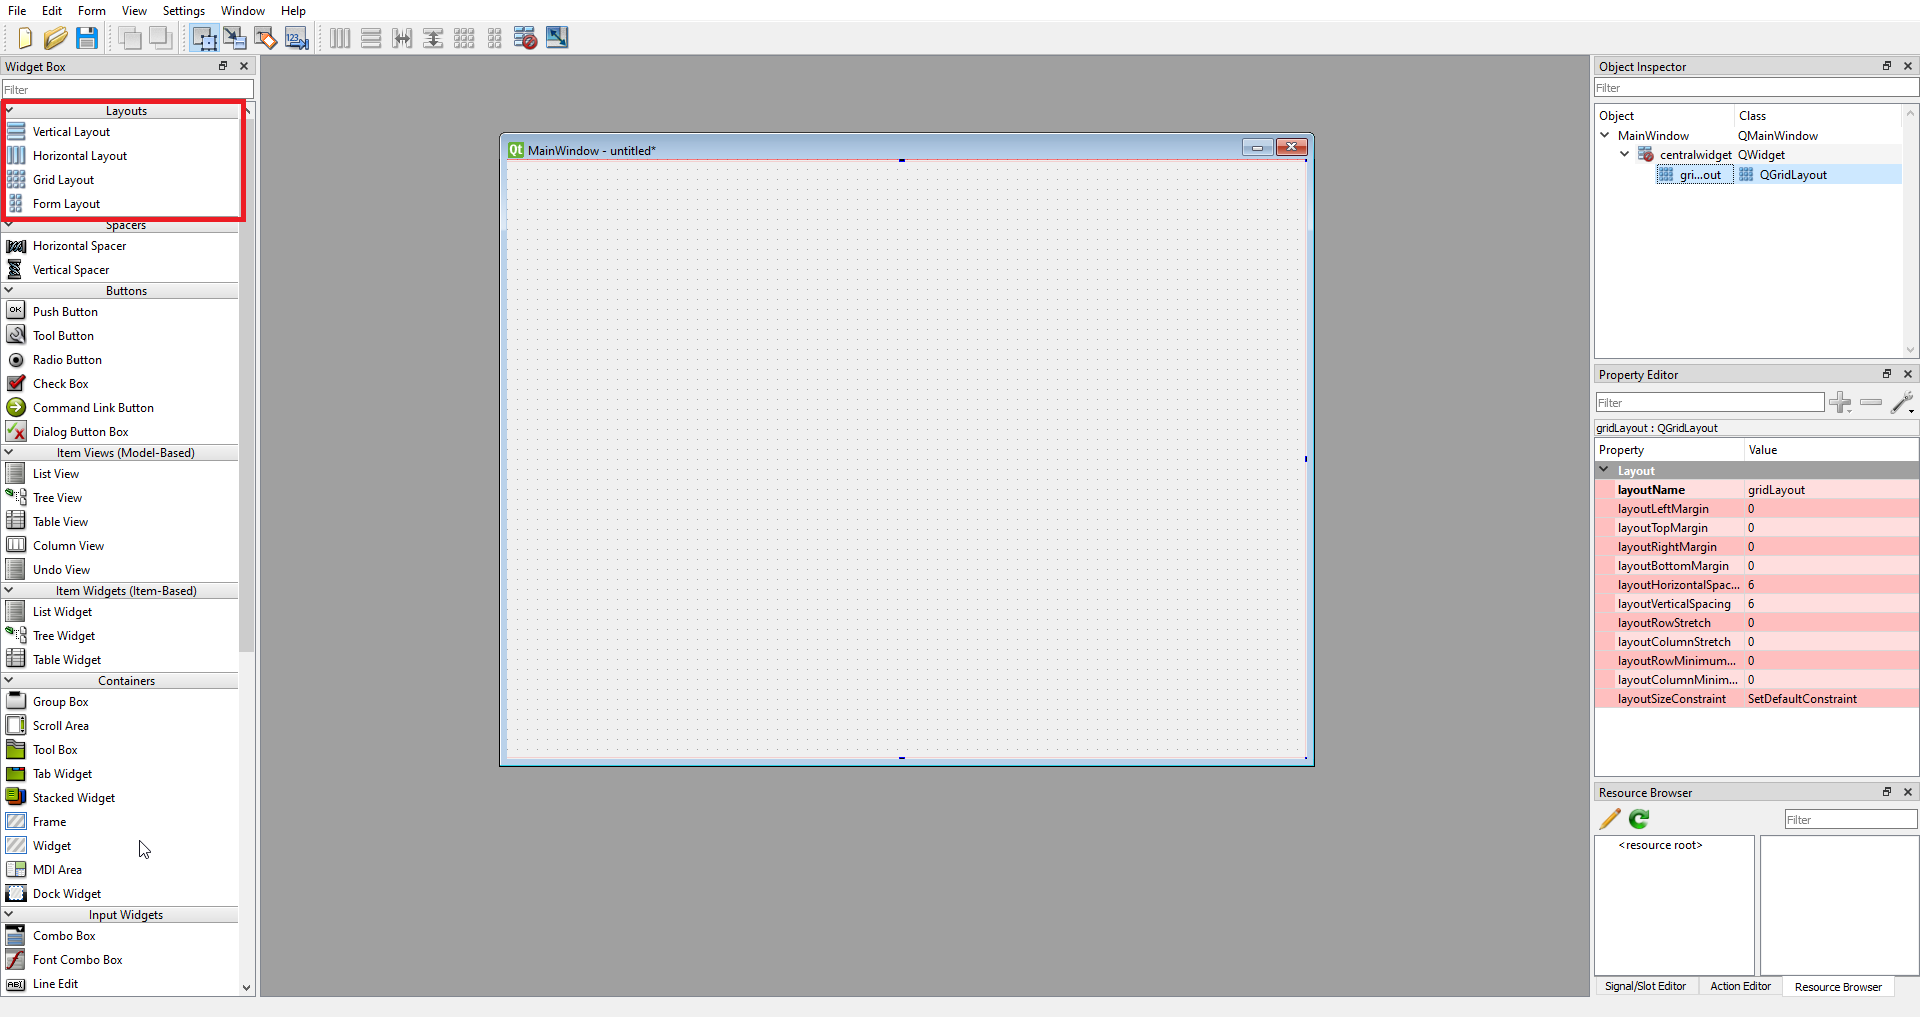 File Edit Form View Settings Window Help
Widget Box
Filter
Layouts
Vertical Layout
Horizontal Layout
Grid Layout
Form Layout
Spacers
Horizontal Spacer
Vertical Spacer
Buttons
OK Push Button
Tool Button
Radio Button
Check Box
Command Link Button
Dialog Button Box
Item Views (Model-Based)
List View
Tree View
Table View
Column View
Undo View
Item Widgets (Item-Based)
List Widget
Tree Widget
Table Widget
Containers
Group Box
Scroll Area
Tool Box
Tab Widget
Stacked Widget
Frame
Widget
MDI Area
Dock Widget
Input Widgets
Combo Box
Font Combo Box
ABI Line Edit
Qt MainWindow - untitled*
Object Inspector
Filter
Object Class
MainWindow QMainWindow
centralwidget QWidget
gri...out QGridLayout
Property Editor
Filter
gridLayout : QGridLayout
Property Value
Layout
layoutName gridLayout
layoutLeftMargin 0
layoutTopMargin 0
layoutRightMargin 0
layoutBottomMargin 0
layoutHorizontalSpac... 6
layoutVerticalSpacing 6
layoutRowStretch 0
layoutColumnStretch 0
layoutRowMinimum... 0
layoutColumnMinim... 0
layoutSizeConstraint SetDefaultConstraint
Resource Browser
Filter
<resource root>
Signal/Slot Editor Action Editor Resource Browser